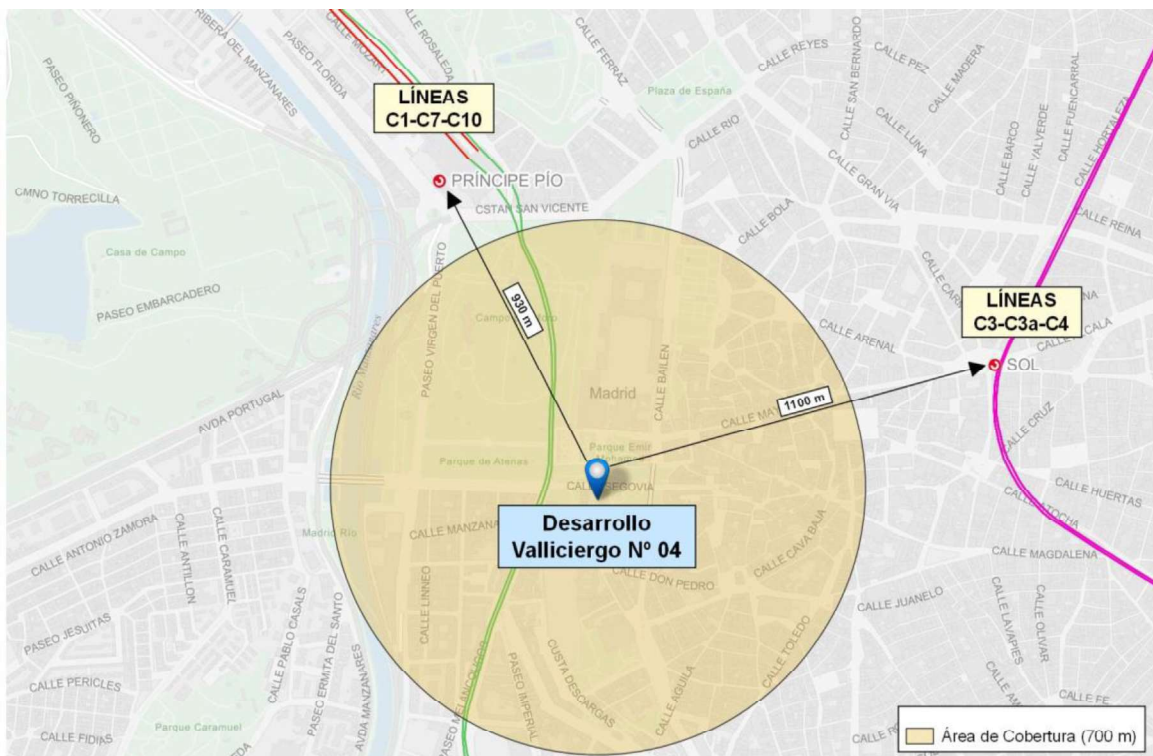 RIBERA DEL MANZANARES
PASEO FLORIDA
CALLE MOZART
CALLE ROSALEDA
CALLE FERRAZ
CALLE REYES
CALLE SAN BERNARDO
CALLE PEZ
CALLE MADERA
CALLE FUENCARRAL
PASEO PIÑONERO
LÍNEAS
C1-C7-C10
Plaza de España
CALLE RIO
CALLE LUNA
CALLE BARCO
CALLE VALVERDE
CALLE HORTALEZA
PRÍNCIPE PÍO
CMNO TORRECILLA
CSTAN SAN VICENTE
CALLE GRAN VIA
CALLE BOLA
CALLE REINA
Casa de Campo
PASEO EMBARCADERO
PASEO VIRGEN DEL PUERTO
930 m
LÍNEAS
C3-C3a-C4
CALLE ARENAL
SOL
Río Manzanares
CALLE BAILEN
Madrid
1100 m
CALLE CRUZ
AVDA PORTUGAL
Parque de Atenas
Parque Emir
CALLE SEGOVIA
CALLE HUERTAS
CALLE ATOCHA
CALLE ANTONIO ZAMORA
Madrid Río
CALLE MANZANA
Desarrollo
Valliciergo Nº 04
CALLE CAVA BAJA
CALLE MAGDALENA
CALLE ANTILLON
CALLE CARAMUEL
CALLE LINNEO
CALLE DON PEDRO
CALLE JUANELO
PASEO JESUITAS
CALLE PABLO CASALS
PASEO ERMITA DEL SANTO
AVDA MANZANARES
CALLE TOLEDO
CALLE LAVAPIES
CALLE OLIVAR
CALLE PERICLES
PASEO MELANCOLICOS
PASEO IMPERIAL
CUSTA DESCARGAS
CALLE AGUILA
Parque Caramuel
CALLE FIDIAS
Área de Cobertura (700 m)